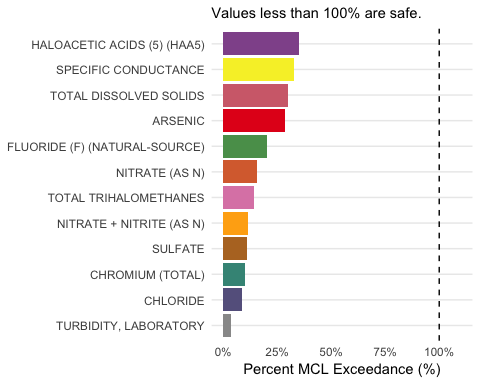 Values less than 100% are safe.
HALOACETIC ACIDS (5) (HAA5)
SPECIFIC CONDUCTANCE
TOTAL DISSOLVED SOLIDS
ARSENIC
FLUORIDE (F) (NATURAL-SOURCE)
NITRATE (AS N)
TOTAL TRIHALOMETHANES
NITRATE + NITRITE (AS N)
SULFATE
CHROMIUM (TOTAL)
CHLORIDE
TURBIDITY, LABORATORY
0% 25% 50% 75% 100%
Percent MCL Exceedance (%)